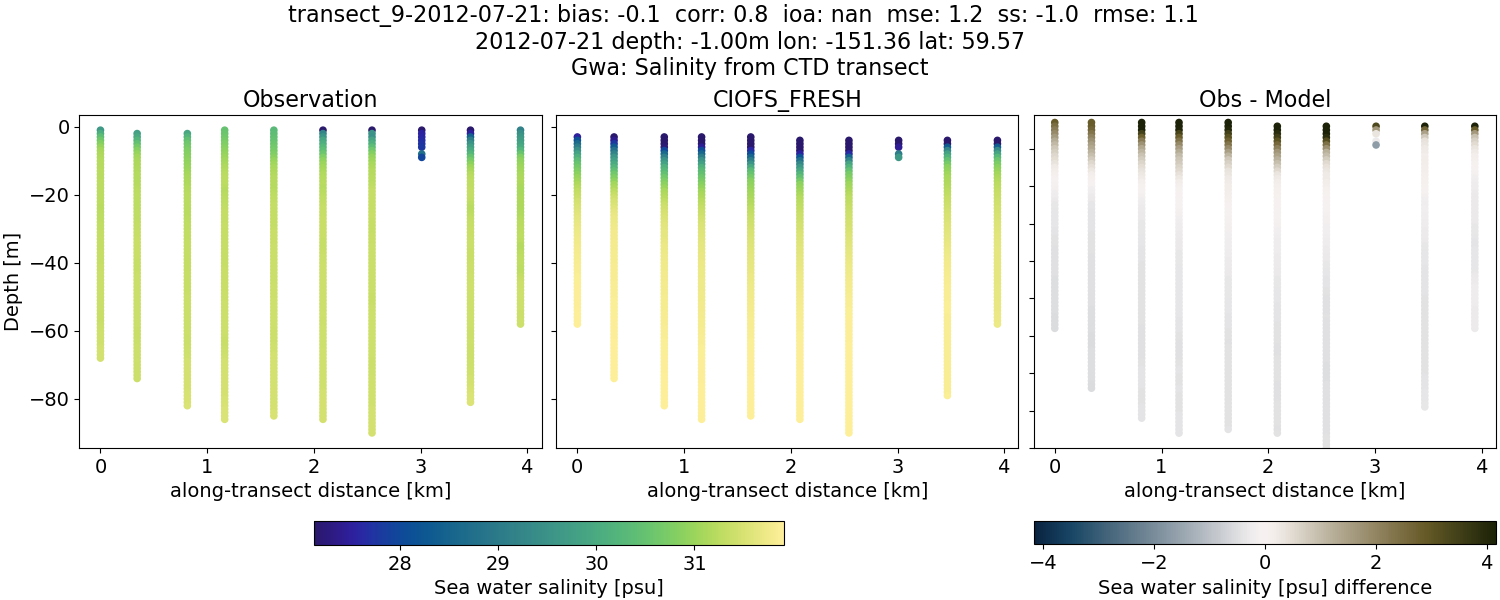 transect_9-2012-07-21: bias: -0.1  corr: 0.8  ioa: nan  mse: 1.2  ss: -1.0  rmse: 1.1
2012-07-21 depth: -1.00m lon: -151.36 lat: 59.57
Gwa: Salinity from CTD transect
Observation
CIOFS_FRESH
Obs - Model
Depth [m]
0
−20
−40
−60
−80
0 1 2 3 4
0 1 2 3 4
0 1 2 3 4
along-transect distance [km]
along-transect distance [km]
along-transect distance [km]
28 29 30 31
Sea water salinity [psu]
−4 −2 0 2 4
Sea water salinity [psu] difference